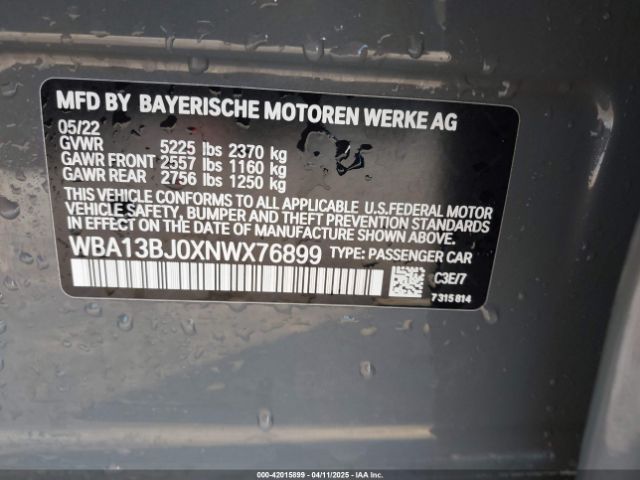 MFD BY BAYERISCHE MOTOREN WERKE AG
05/22
GVWR 5225 lbs 2370 kg
GAWR FRONT 2557 lbs 1160 kg
GAWR REAR 2756 lbs 1250 kg
THIS VEHICLE CONFORMS TO ALL APPLICABLE U.S.FEDERAL MOTOR
VEHICLE SAFETY, BUMPER AND THEFT PREVENTION STANDARDS
IN EFFECT ON THE DATE OF MANUFACTURE SHOWN ABOVE.
WBA13BJ0XNWX76899 TYPE: PASSENGER CAR
C3E/7
7315814
000-42015899 - 04/11/2025 - IAAI.COM